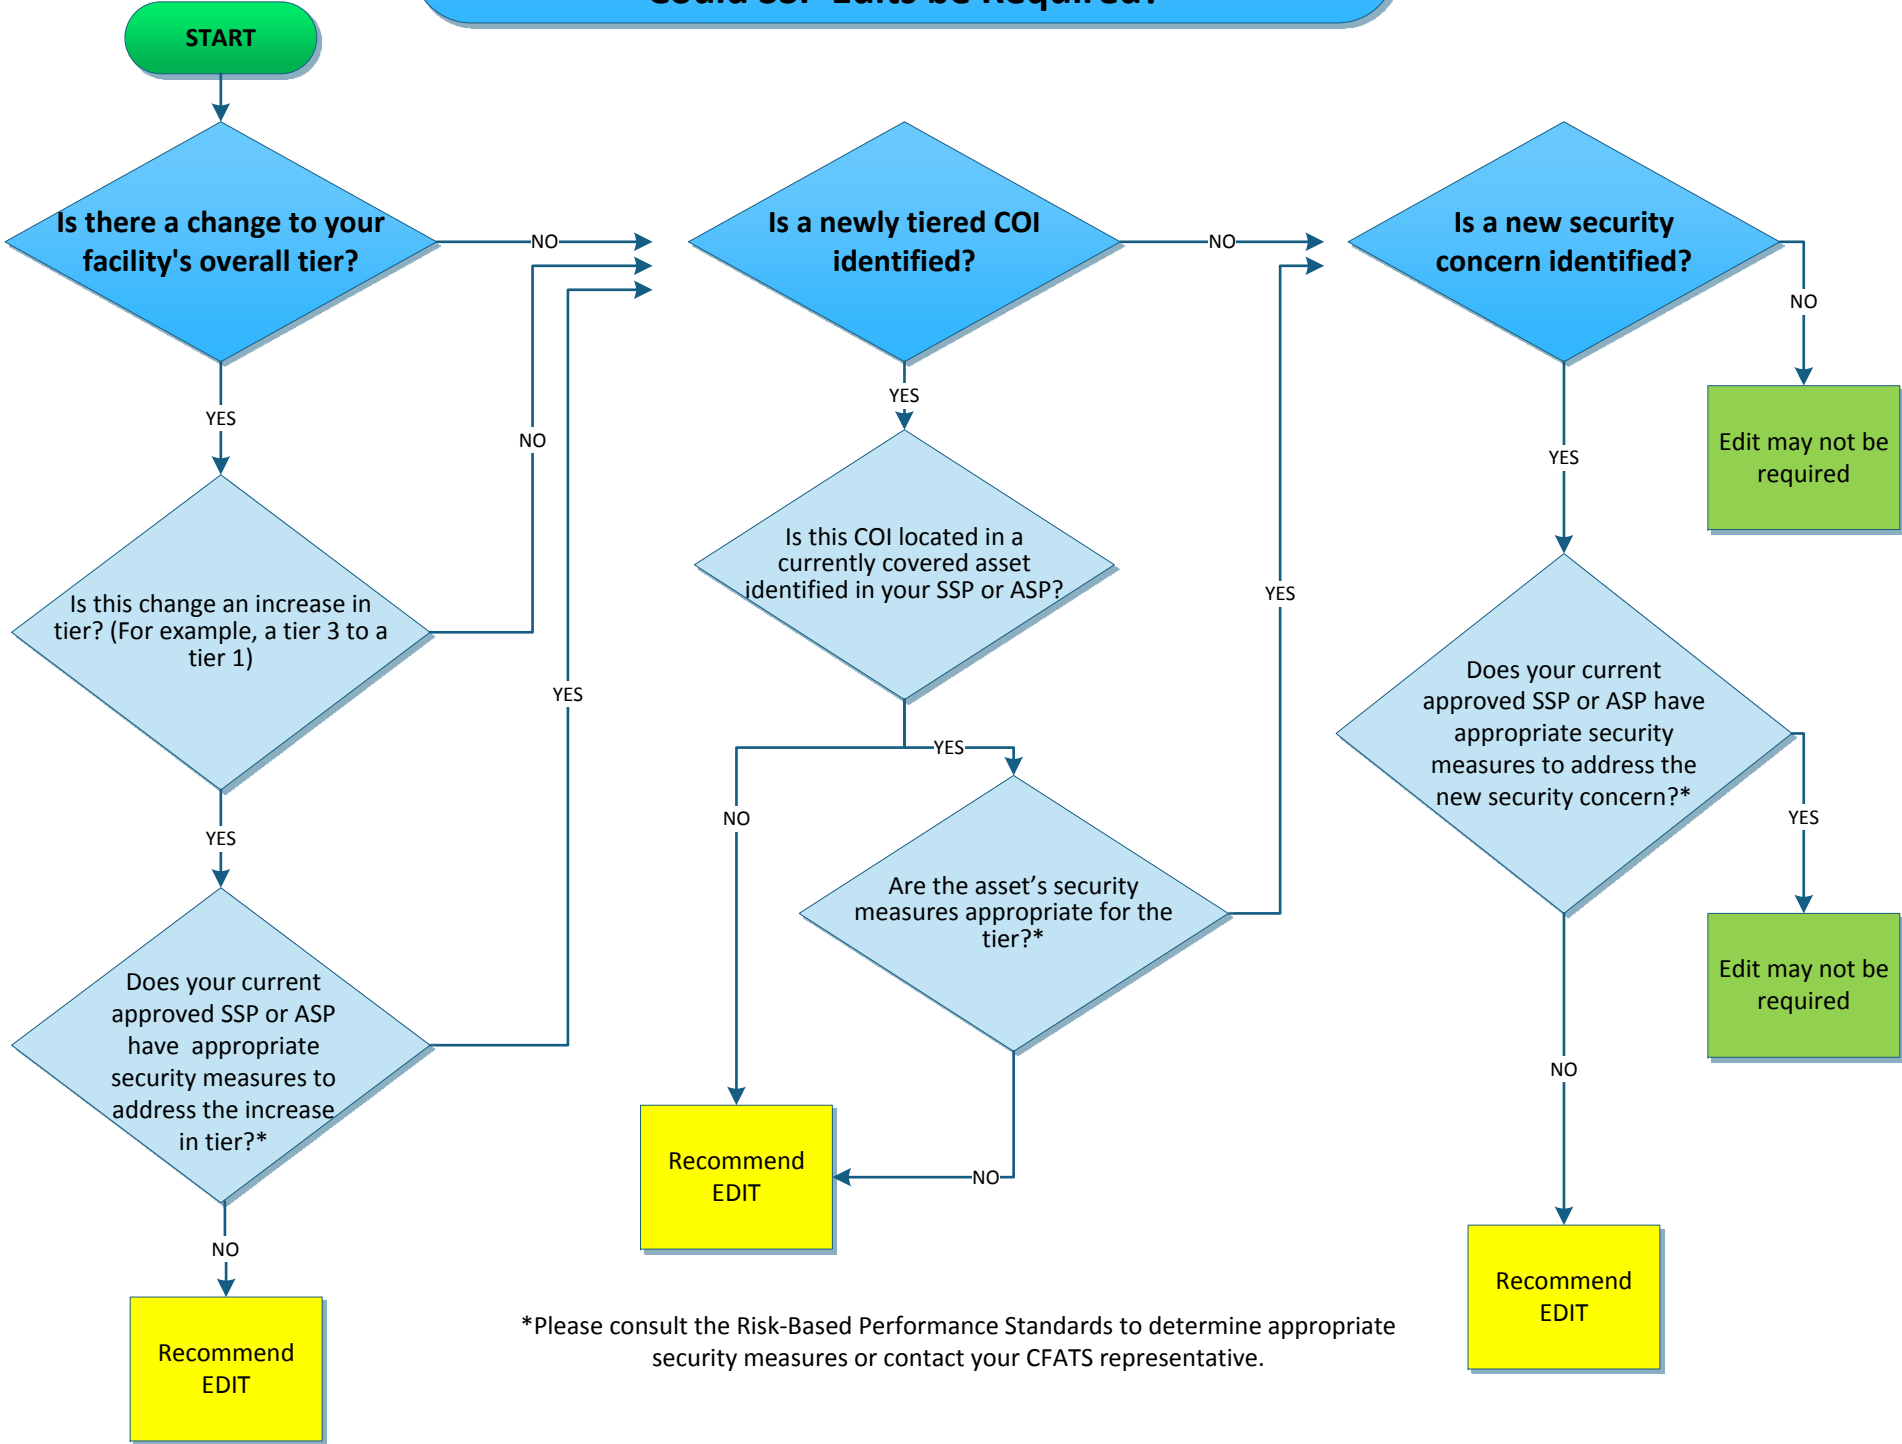 Could SSP Edits be Required?
START
Is there a change to your
facility's overall tier?
NO
YES
Is this change an increase in
tier? (For example, a tier 3 to a
tier 1)
NO
YES
Does your current
approved SSP or ASP
have appropriate
security measures to
address the increase
in tier?*
YES
NO
Recommend
EDIT
Is a newly tiered COI
identified?
NO
YES
Is this COI located in a
currently covered asset
identified in your SSP or ASP?
YES
NO
Are the asset’s security
measures appropriate for the
tier?*
YES
NO
Recommend
EDIT
Is a new security
concern identified?
NO
Edit may not be
required
YES
Does your current
approved SSP or ASP have
appropriate security
measures to address the
new security concern?*
YES
Edit may not be
required
NO
Recommend
EDIT
*Please consult the Risk-Based Performance Standards to determine appropriate
security measures or contact your CFATS representative.